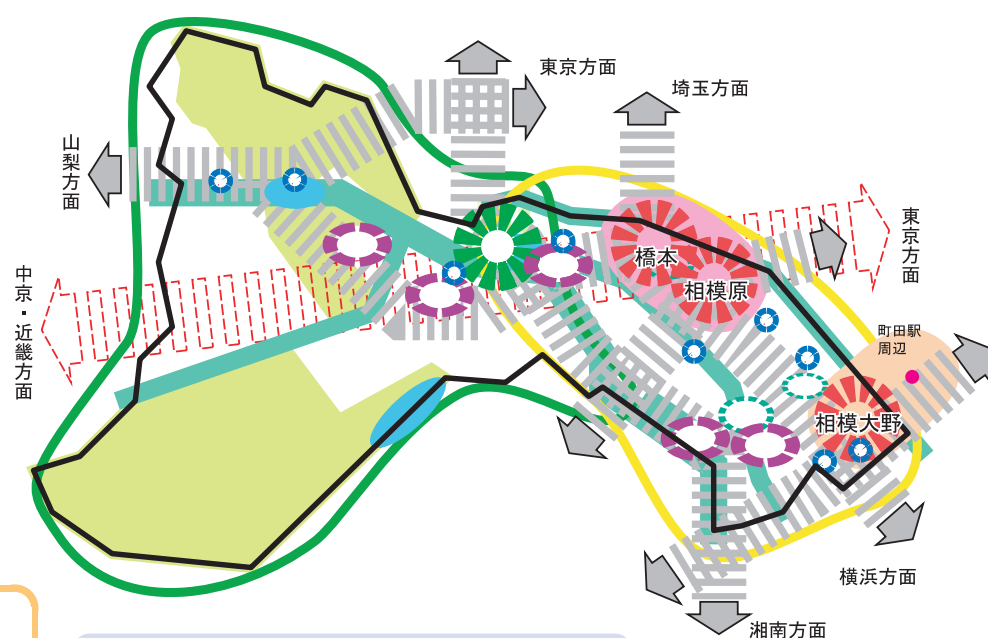 東京方面
埼玉方面
山梨方面
東京方面
中京・近畿方面
橋本
相模原
町田駅
周辺
相模大野
横浜方面
湘南方面